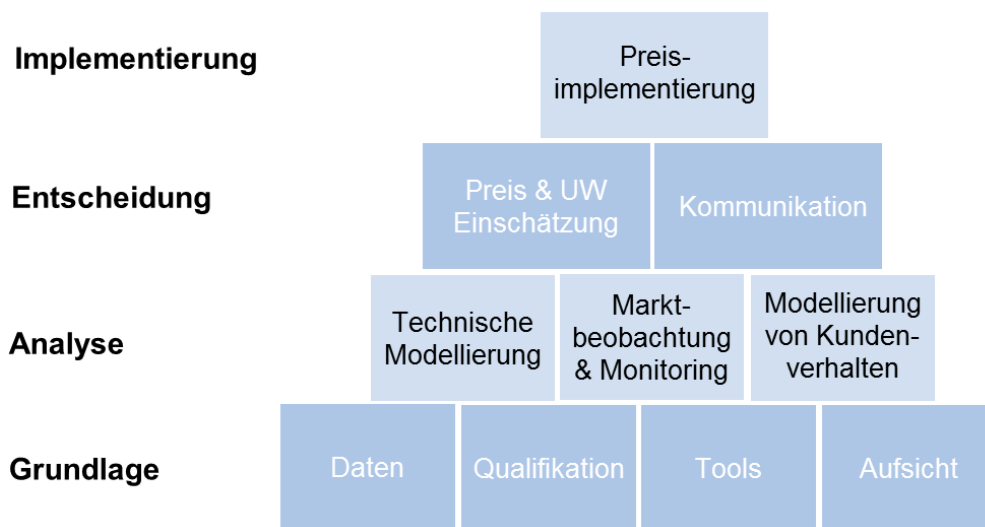 Implementierung
Preis-
implementierung
Entscheidung
Preis & UW
Einschätzung
Kommunikation
Analyse
Technische
Modellierung
Markt-
beobachtung
& Monitoring
Modellierung
von Kunden-
verhalten
Grundlage
Daten
Qualifikation
Tools
Aufsicht